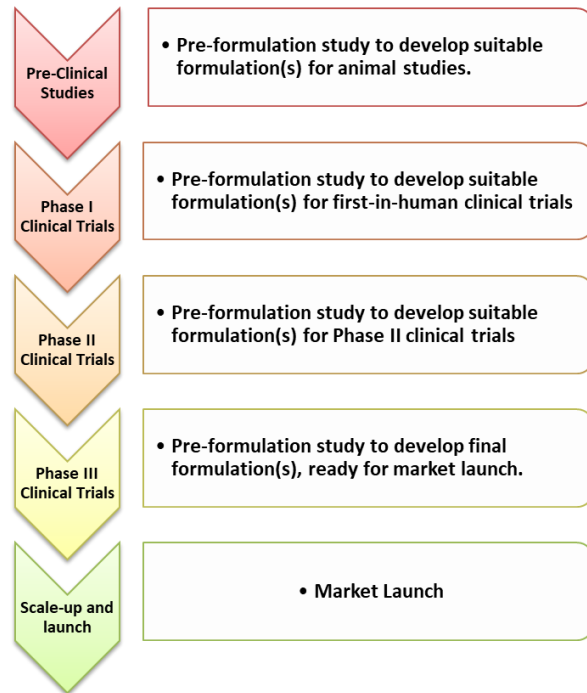 Pre-Clinical
Studies
• Pre-formulation study to develop suitable
formulation(s) for animal studies.
Phase I
Clinical Trials
• Pre-formulation study to develop suitable
formulation(s) for first-in-human clinical trials
Phase II
Clinical Trials
• Pre-formulation study to develop suitable
formulation(s) for Phase II clinical trials
Phase III
Clinical Trials
• Pre-formulation study to develop final
formulation(s), ready for market launch.
Scale-up and
launch
• Market Launch